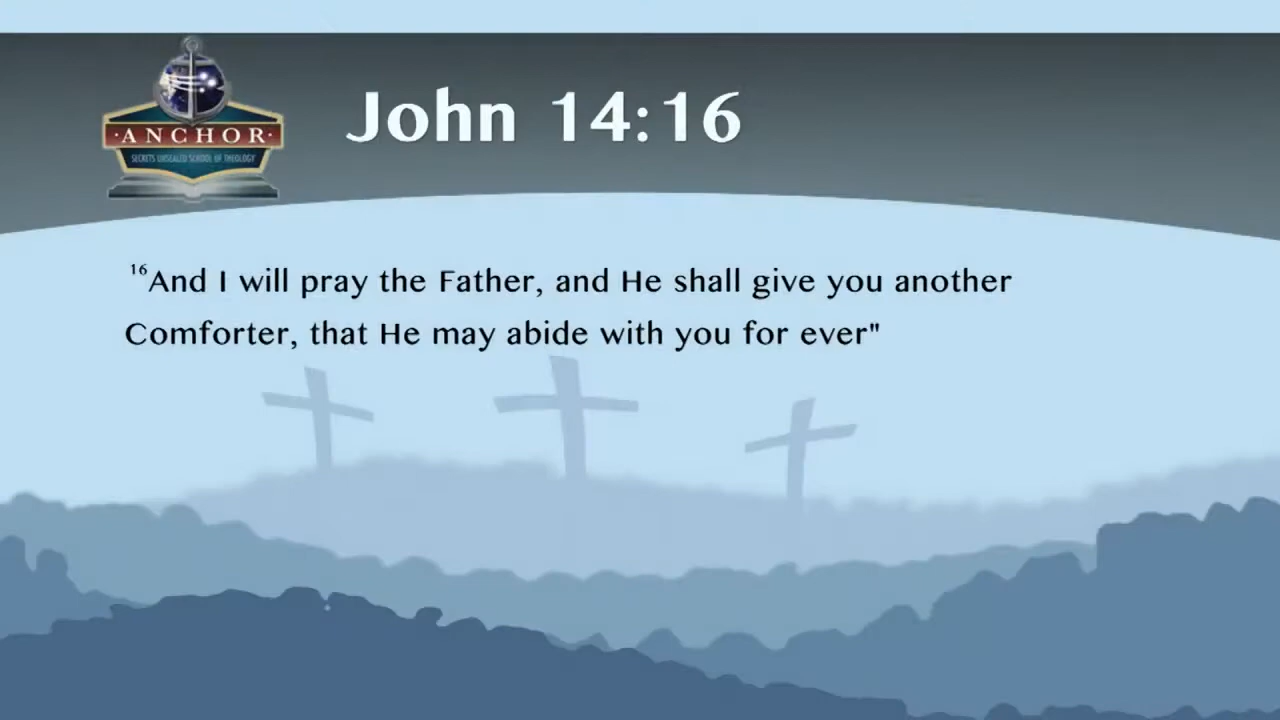 John 14:16
·ANCHOR·
SECRETS UNSEALED SCHOOL OF THEOLOGY
16And I will pray the Father, and He shall give you another
Comforter, that He may abide with you for ever"